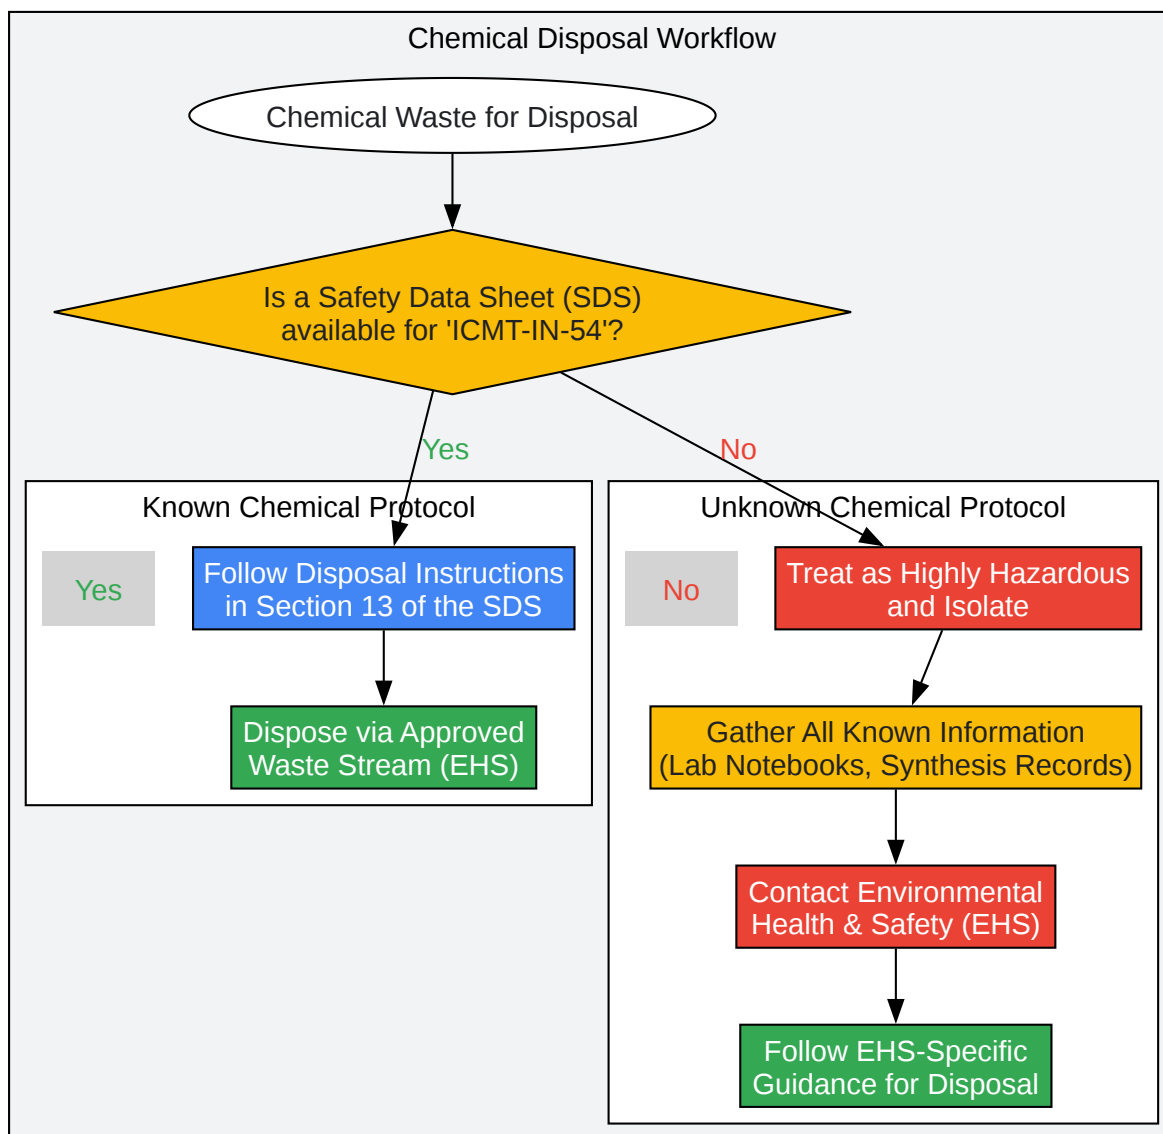 Chemical Disposal Workflow
Chemical Waste for Disposal
Is a Safety Data Sheet (SDS)
available for 'ICMT-IN-54'?
Yes
No
Known Chemical Protocol
Yes
Follow Disposal Instructions
in Section 13 of the SDS
Dispose via Approved
Waste Stream (EHS)
Unknown Chemical Protocol
No
Treat as Highly Hazardous
and Isolate
Gather All Known Information
(Lab Notebooks, Synthesis Records)
Contact Environmental
Health & Safety (EHS)
Follow EHS-Specific
Guidance for Disposal